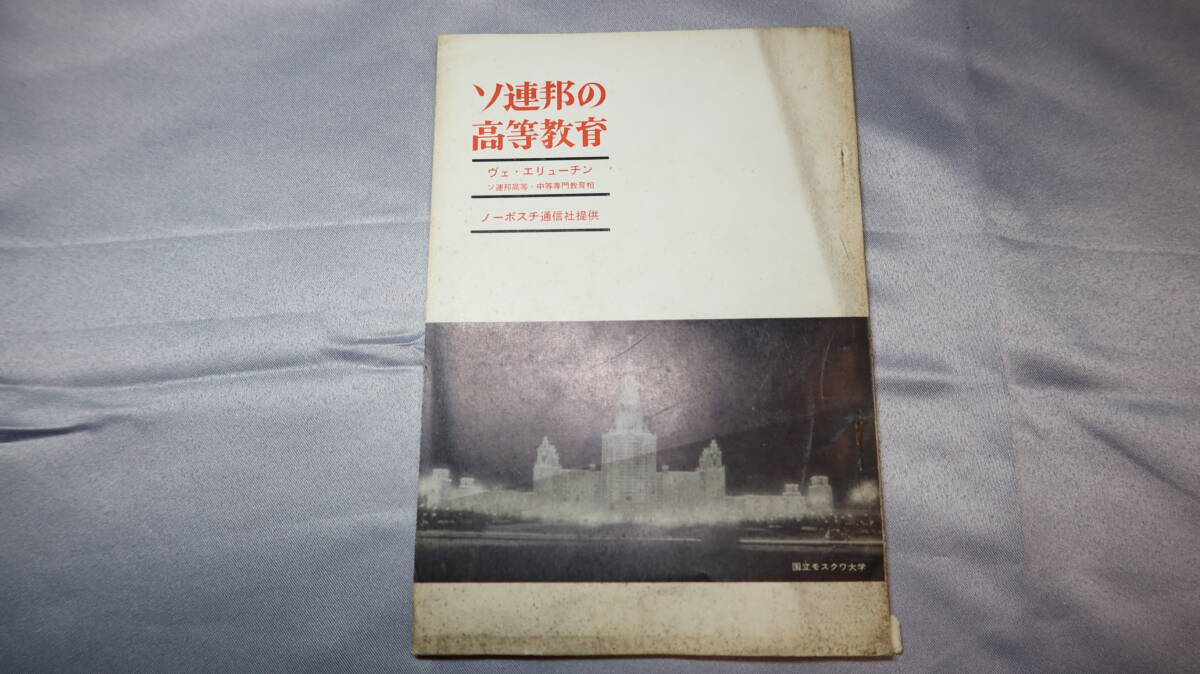 ソ連邦の
高等教育
ヴェ・エリューチン
ソ連邦高等・中等専門教育相
ノーボスチ通信社提供
国立モスクワ大学